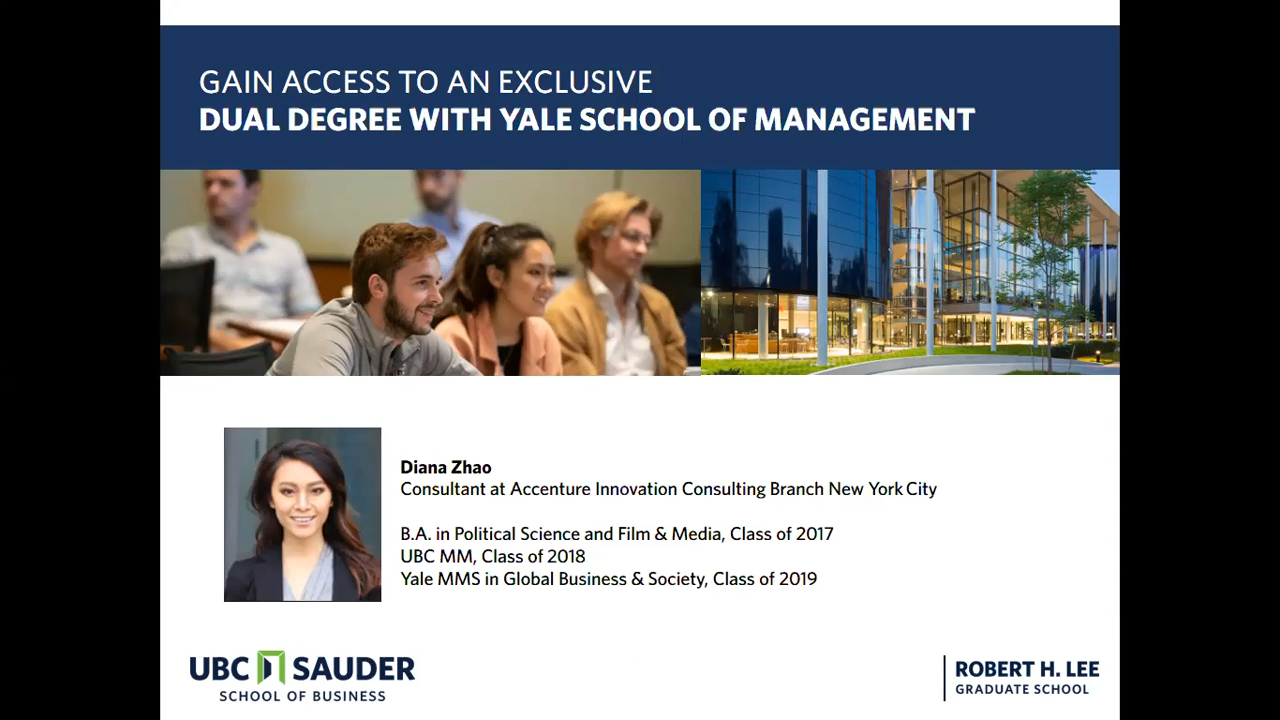 GAIN ACCESS TO AN EXCLUSIVE
DUAL DEGREE WITH YALE SCHOOL OF MANAGEMENT
Diana Zhao
Consultant at Accenture Innovation Consulting Branch New York City
B.A. in Political Science and Film & Media, Class of 2017
UBC MM, Class of 2018
Yale MMS in Global Business & Society, Class of 2019
UBC SAUDER
SCHOOL OF BUSINESS
ROBERT H. LEE
GRADUATE SCHOOL